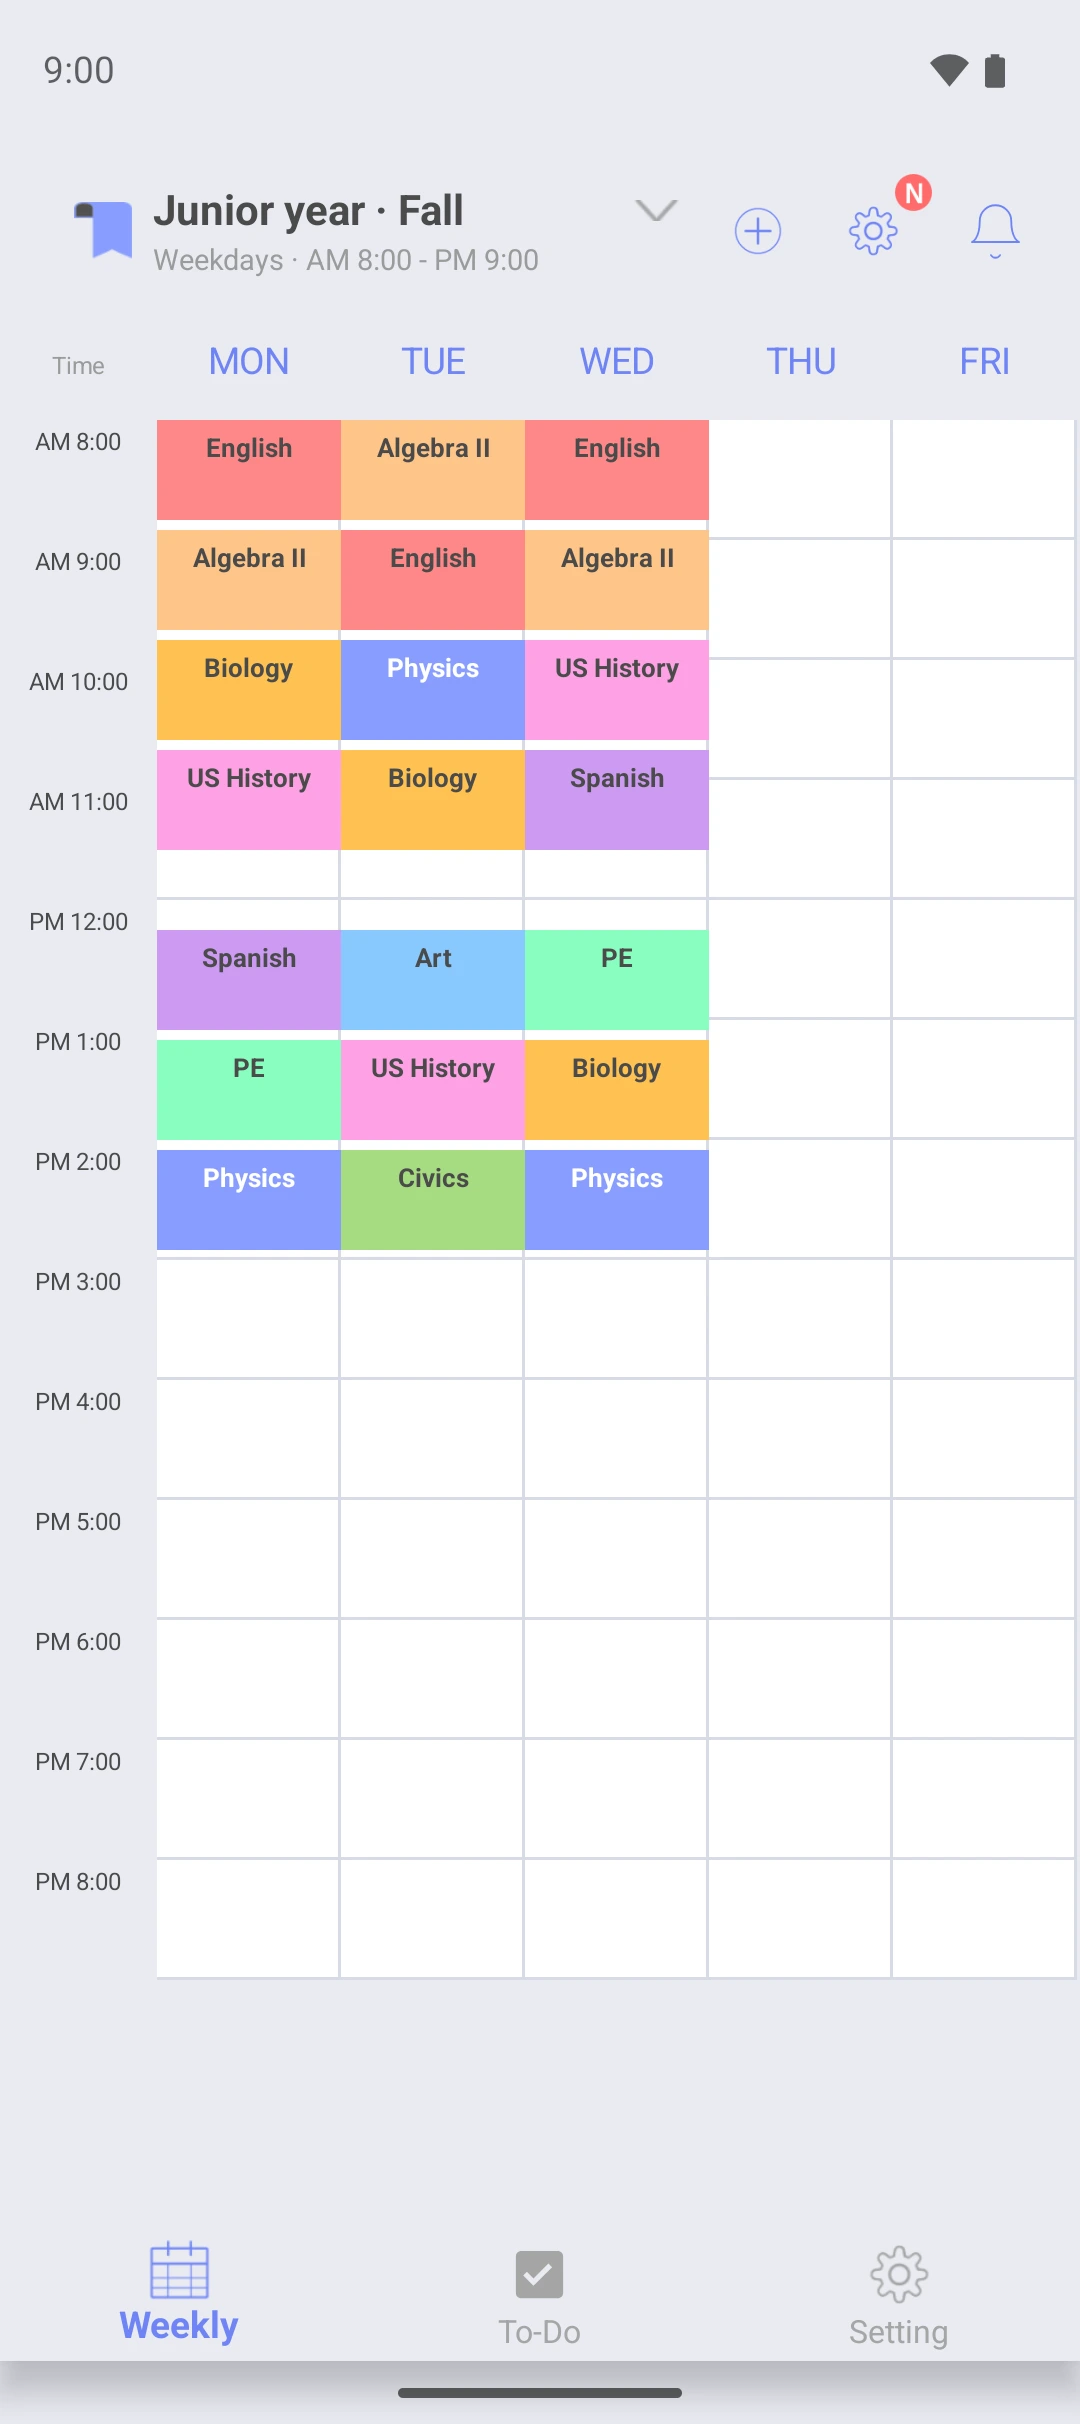 9:00
Junior year · Fall
N
Weekdays · AM 8:00 - PM 9:00
Time MON TUE WED THU FRI
AM 8:00 English Algebra II English
AM 9:00 Algebra II English Algebra II
AM 10:00 Biology Physics US History
AM 11:00 US History Biology Spanish
PM 12:00
Spanish Art PE
PM 1:00 PE US History Biology
PM 2:00 Physics Civics Physics
PM 3:00
PM 4:00
PM 5:00
PM 6:00
PM 7:00
PM 8:00
Weekly To-Do Setting